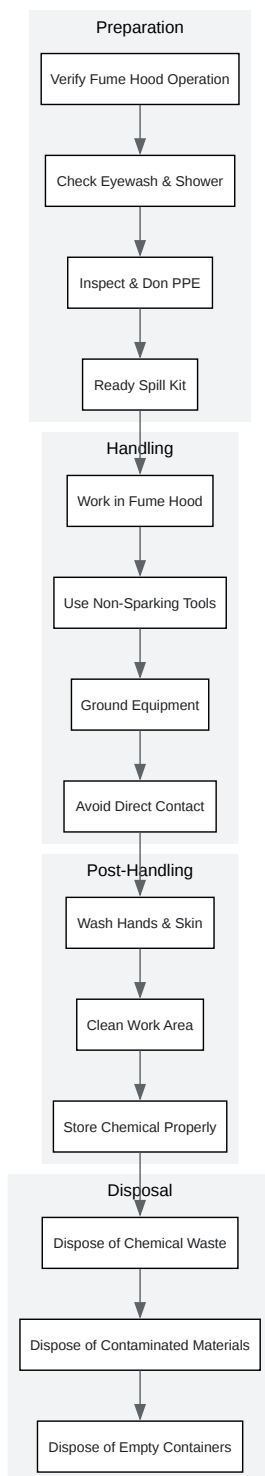 Preparation
Verify Fume Hood Operation
Check Eyewash & Shower
Inspect & Don PPE
Ready Spill Kit
Handling
Work in Fume Hood
Use Non-Sparking Tools
Ground Equipment
Avoid Direct Contact
Post-Handling
Wash Hands & Skin
Clean Work Area
Store Chemical Properly
Disposal
Dispose of Chemical Waste
Dispose of Contaminated Materials
Dispose of Empty Containers